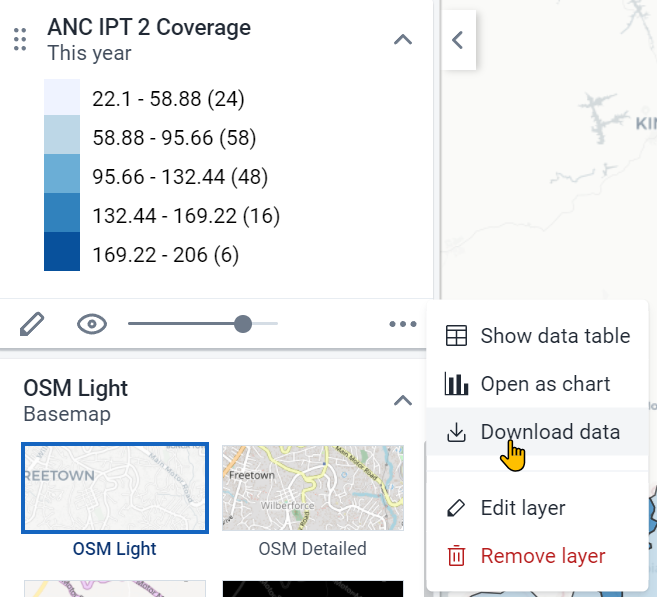 ANC IPT 2 Coverage
This year
22.1 - 58.88 (24)
58.88 - 95.66 (58)
95.66 - 132.44 (48)
132.44 - 169.22 (16)
169.22 - 206 (6)
KI
Show data table
Open as chart
Download data
Edit layer
Remove layer
OSM Light
Basemap
REETOWN
Main Motor Road
OSM Light
Main Motor Road
Freetown
Wilberforce
OSM Detailed